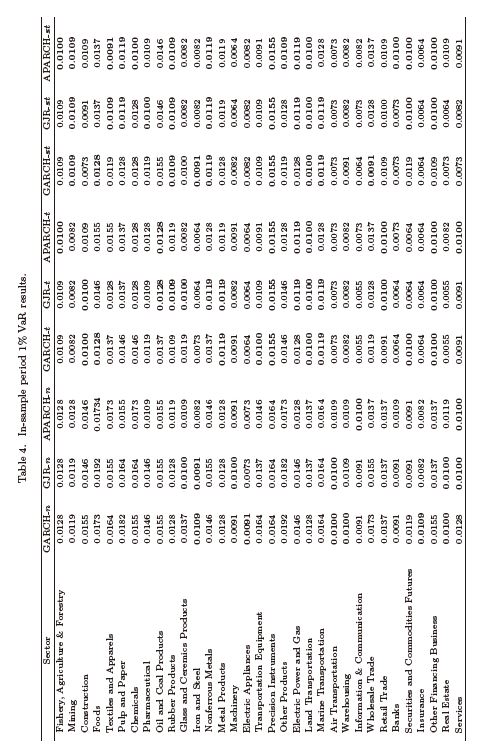 Table 4. In-sample period 1% VaR results.
Sector GARCH-n GJR-n APARCH-n GARCH-t GJR-t APARCH-t GARCH-st GJR-st APARCH-st
Fishery, Agriculture & Forestry 0.0128 0.0128 0.0128 0.0109 0.0109 0.0100 0.0109 0.0109 0.0100
Mining 0.0119 0.0119 0.0128 0.0082 0.0082 0.0082 0.0109 0.0109 0.0109
Construction 0.0155 0.0146 0.0146 0.0100 0.0100 0.0109 0.0073 0.0091 0.0109
Foods 0.0173 0.0192 0.01734 0.0128 0.0146 0.0155 0.0128 0.0137 0.0137
Textiles and Apparels 0.0164 0.0155 0.0173 0.0137 0.0128 0.0155 0.0119 0.0109 0.0091
Pulp and Paper 0.0182 0.0164 0.0155 0.0146 0.0137 0.0137 0.0128 0.0119 0.0119
Chemicals 0.0155 0.0164 0.0173 0.0146 0.0128 0.0128 0.0128 0.0128 0.0100
Pharmaceutical 0.0146 0.0146 0.0109 0.0119 0.0109 0.0128 0.0119 0.0100 0.0109
Oil and Coal Products 0.0155 0.0155 0.0155 0.0137 0.0128 0.0128 0.0155 0.0146 0.0146
Rubber Products 0.0128 0.0128 0.0119 0.0109 0.0109 0.0119 0.0109 0.0109 0.0109
Glass and Ceremics Products 0.0137 0.0100 0.0109 0.0119 0.0100 0.0082 0.0100 0.0082 0.0082
Iron and Steel 0.0109 0.0091 0.0082 0.0073 0.0064 0.0064 0.0091 0.0082 0.0082
Nonferrous Metals 0.0146 0.0155 0.0146 0.0137 0.0119 0.0128 0.0119 0.0119 0.0119
Metal Products 0.0128 0.0128 0.0128 0.0119 0.0119 0.0119 0.0128 0.0119 0.0119
Machinery 0.0091 0.0100 0.0091 0.0091 0.0082 0.0091 0.0082 0.0064 0.0064
Electric Appliances 0.0091 0.0073 0.0073 0.0064 0.0064 0.0064 0.0082 0.0082 0.0082
Transportation Equipment 0.0164 0.0137 0.0146 0.0100 0.0109 0.0091 0.0109 0.0109 0.0091
Precision Instruments 0.0164 0.0164 0.0164 0.0155 0.0155 0.0155 0.0155 0.0155 0.0155
Other Products 0.0192 0.0182 0.0173 0.0146 0.0146 0.0128 0.0119 0.0128 0.0109
Electric Power and Gas 0.0146 0.0146 0.0128 0.0128 0.0119 0.0119 0.0128 0.0119 0.0119
Land Transportation 0.0128 0.0137 0.0137 0.0100 0.0100 0.0100 0.0100 0.0100 0.0100
Marine Transportation 0.0164 0.0164 0.0164 0.0119 0.0119 0.0128 0.0119 0.0119 0.0128
Air Transportation 0.0100 0.0100 0.0109 0.0073 0.0073 0.0073 0.0073 0.0073 0.0073
Warehousing 0.0100 0.0109 0.0109 0.0082 0.0082 0.0082 0.0091 0.0082 0.0082
Information & Communication 0.0091 0.0091 0.0100 0.0055 0.0055 0.0073 0.0064 0.0073 0.0082
Wholesale Trade 0.0173 0.0155 0.0137 0.0119 0.0128 0.0137 0.0091 0.0128 0.0137
Retail Trade 0.0137 0.0137 0.0137 0.0091 0.0100 0.0100 0.0109 0.0100 0.0109
Banks 0.0091 0.0091 0.0109 0.0064 0.0064 0.0073 0.0073 0.0073 0.0100
Securities and Commodities Futures 0.0119 0.0091 0.0091 0.0100 0.0064 0.0064 0.0119 0.0100 0.0100
Insurance 0.0109 0.0082 0.0082 0.0064 0.0064 0.0064 0.0064 0.0064 0.0064
Other Financing Business 0.0155 0.0137 0.0137 0.0100 0.0100 0.0100 0.0109 0.0100 0.0100
Real Estate 0.0100 0.0100 0.0119 0.0055 0.0055 0.0082 0.0073 0.0064 0.0109
Services 0.0128 0.0100 0.0100 0.0091 0.0091 0.0100 0.0073 0.0082 0.0091